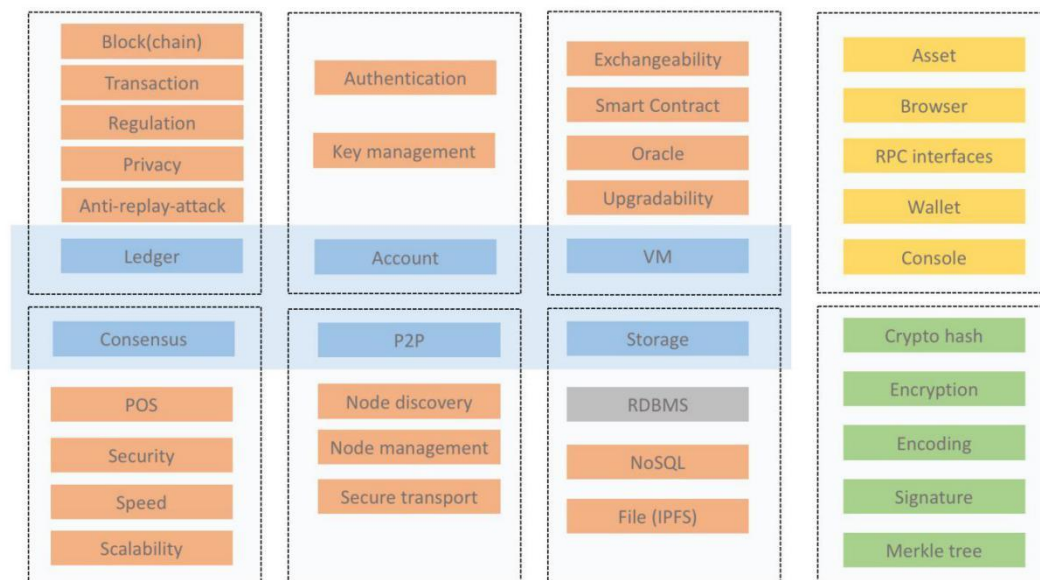 Block(chain)
Transaction
Regulation
Privacy
Anti-replay-attack
Ledger
Authentication
Key management
Account
Exchangeability
Smart Contract
Oracle
Upgradability
VM
Asset
Browser
RPC interfaces
Wallet
Console
Consensus
POS
Security
Speed
Scalability
P2P
Node discovery
Node management
Secure transport
Storage
RDBMS
NoSQL
File (IPFS)
Crypto hash
Encryption
Encoding
Signature
Merkle tree